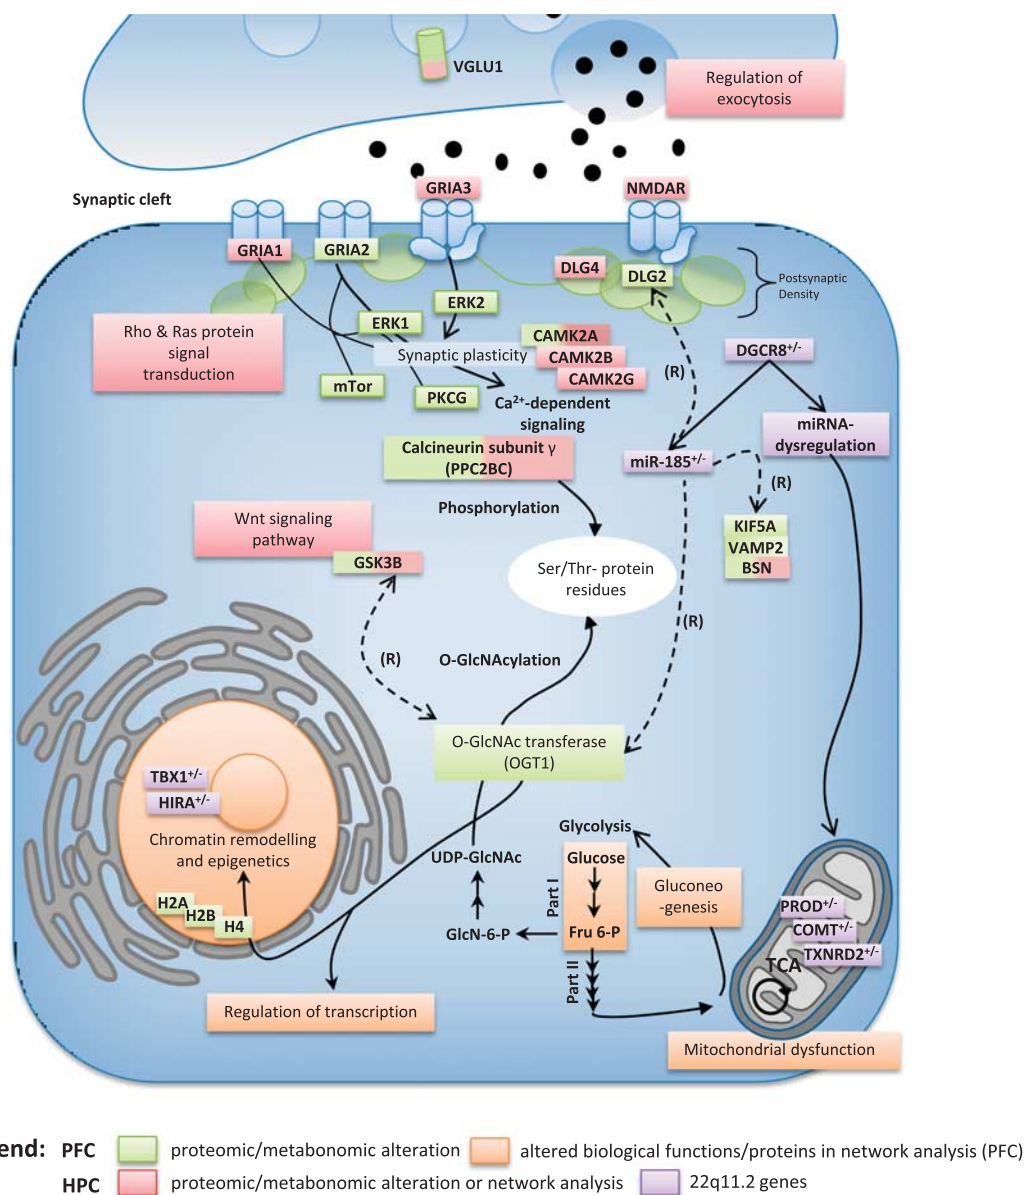 VGLU1
Regulation of
exocytosis
Synaptic cleft
GRIA3
NMDAR
GRIA1
GRIA2
DLG4
DLG2
Postsynaptic
Density
ERK2
ERK1
Rho & Ras protein
signal
transduction
CAMK2A
CAMK2B
CAMK2G
Synaptic plasticity
DGCR8+/-
(R)
mTor
PKCG
Ca2+-dependent
signaling
miRNA-
dysregulation
Calcineurin subunit γ
(PPC2BC)
miR-185+/-
(R)
Phosphorylation
Wnt signaling
pathway
KIF5A
VAMP2
BSN
GSK3B
Ser/Thr- protein
residues
(R)
(R)
O-GlcNAcylation
O-GlcNAc transferase
(OGT1)
TBX1+/-
HIRA+/-
Chromatin remodelling
and epigenetics
Glycolysis
UDP-GlcNAc
Glucose
Part I
Gluconeo
-genesis
H2A
H2B
H4
GlcN-6-P
Fru 6-P
PROD+/-
COMT+/-
TXNRD2+/-
TCA
Part II
Regulation of transcription
Mitochondrial dysfunction
end: PFC proteomic/metabonomic alteration altered biological functions/proteins in network analysis (PFC)
HPC proteomic/metabonomic alteration or network analysis 22q11.2 genes